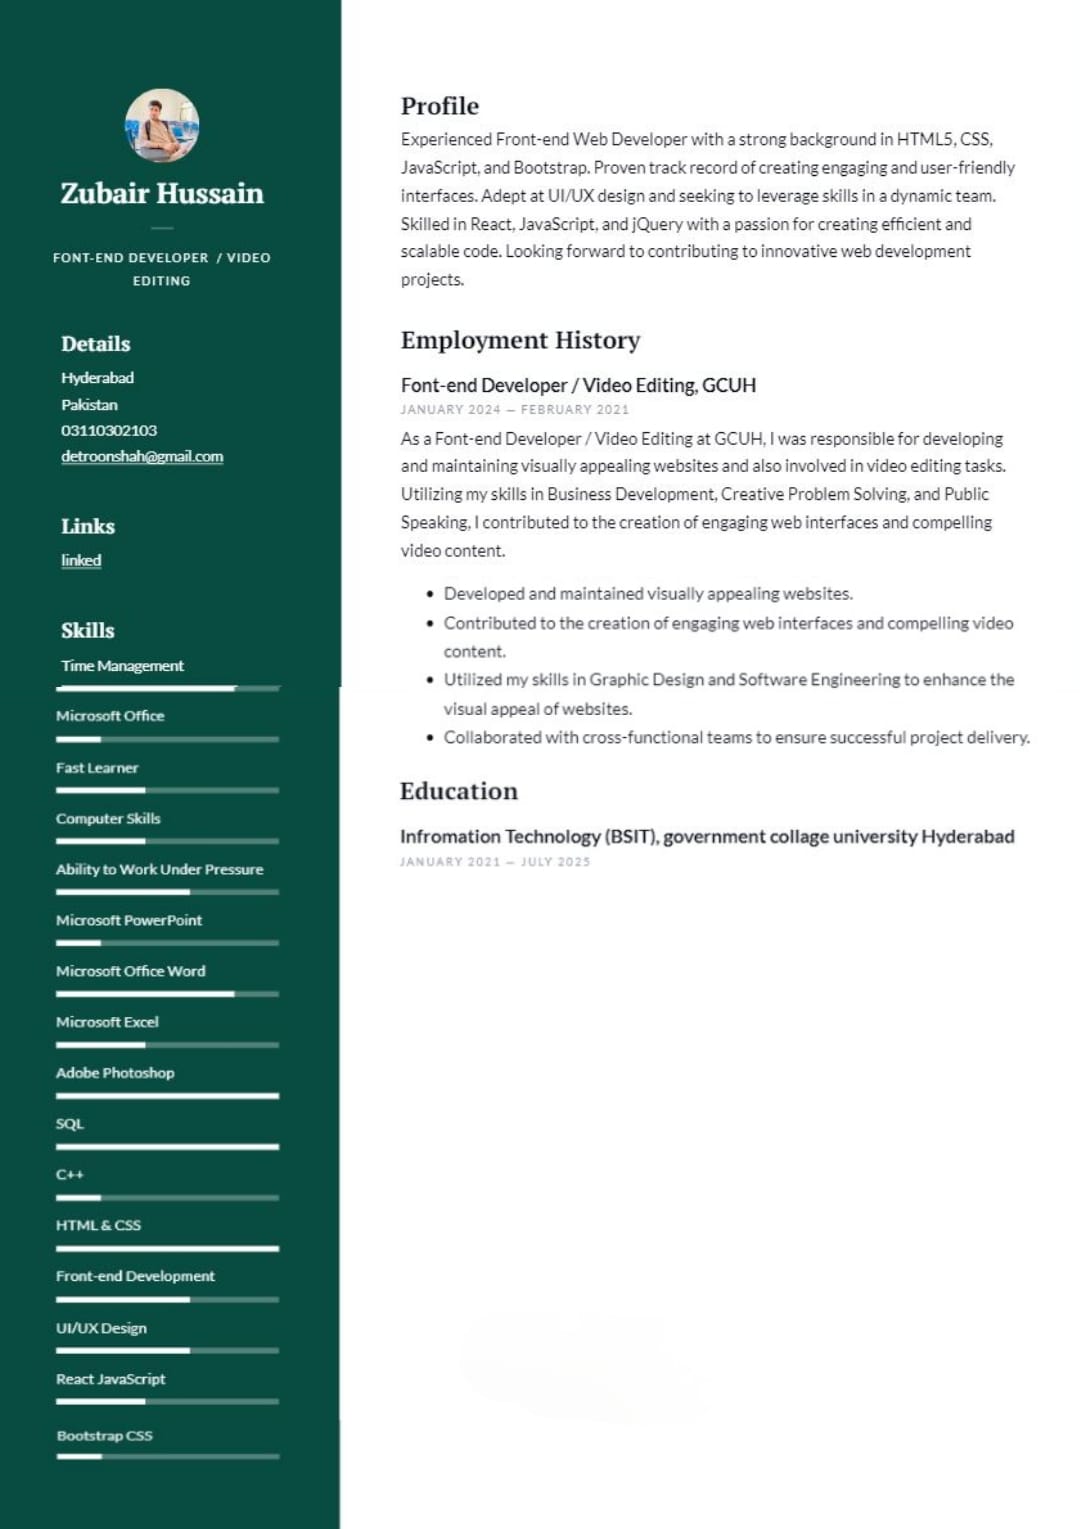 Zubair Hussain
FONT-END DEVELOPER / VIDEO
EDITING
Details
Hyderabad
Pakistan
03110302103
detroonshah@gmail.com
Links
linked
Skills
Time Management
Microsoft Office
Fast Learner
Computer Skills
Ability to Work Under Pressure
Microsoft PowerPoint
Microsoft Office Word
Microsoft Excel
Adobe Photoshop
SQL
C++
HTML & CSS
Front-end Development
UI/UX Design
React JavaScript
Bootstrap CSS
Profile
Experienced Front-end Web Developer with a strong background in HTML5, CSS,
JavaScript, and Bootstrap. Proven track record of creating engaging and user-friendly
interfaces. Adept at UI/UX design and seeking to leverage skills in a dynamic team.
Skilled in React, JavaScript, and jQuery with a passion for creating efficient and
scalable code. Looking forward to contributing to innovative web development
projects.
Employment History
Font-end Developer / Video Editing, GCUH
JANUARY 2024 — FEBRUARY 2021
As a Font-end Developer / Video Editing at GCUH, I was responsible for developing
and maintaining visually appealing websites and also involved in video editing tasks.
Utilizing my skills in Business Development, Creative Problem Solving, and Public
Speaking, I contributed to the creation of engaging web interfaces and compelling
video content.
• Developed and maintained visually appealing websites.
• Contributed to the creation of engaging web interfaces and compelling video
content.
• Utilized my skills in Graphic Design and Software Engineering to enhance the
visual appeal of websites.
• Collaborated with cross-functional teams to ensure successful project delivery.
Education
Infromation Technology (BSIT), government collage university Hyderabad
JANUARY 2021 — JULY 2025